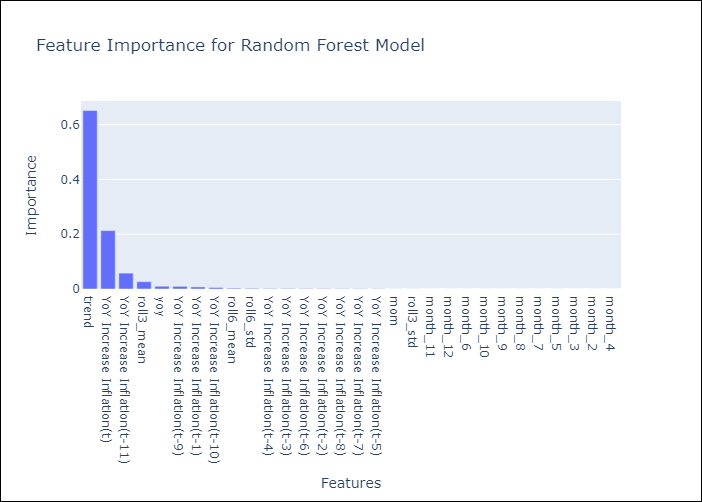 Feature Importance for Random Forest Model
Importance
0.6
0.4
0.2
0
trend
YoY Increase Inflation(t)
YoY Increase Inflation(t-11)
roll3_mean
yoy
YoY Increase Inflation(t-9)
YoY Increase Inflation(t-1)
YoY Increase Inflation(t-10)
roll6_mean
roll6_std
YoY Increase Inflation(t-4)
YoY Increase Inflation(t-3)
YoY Increase Inflation(t-6)
YoY Increase Inflation(t-2)
YoY Increase Inflation(t-8)
YoY Increase Inflation(t-7)
YoY Increase Inflation(t-5)
mom
roll3_std
month_11
month_12
month_6
month_10
month_9
month_8
month_7
month_5
month_3
month_2
month_4
Features